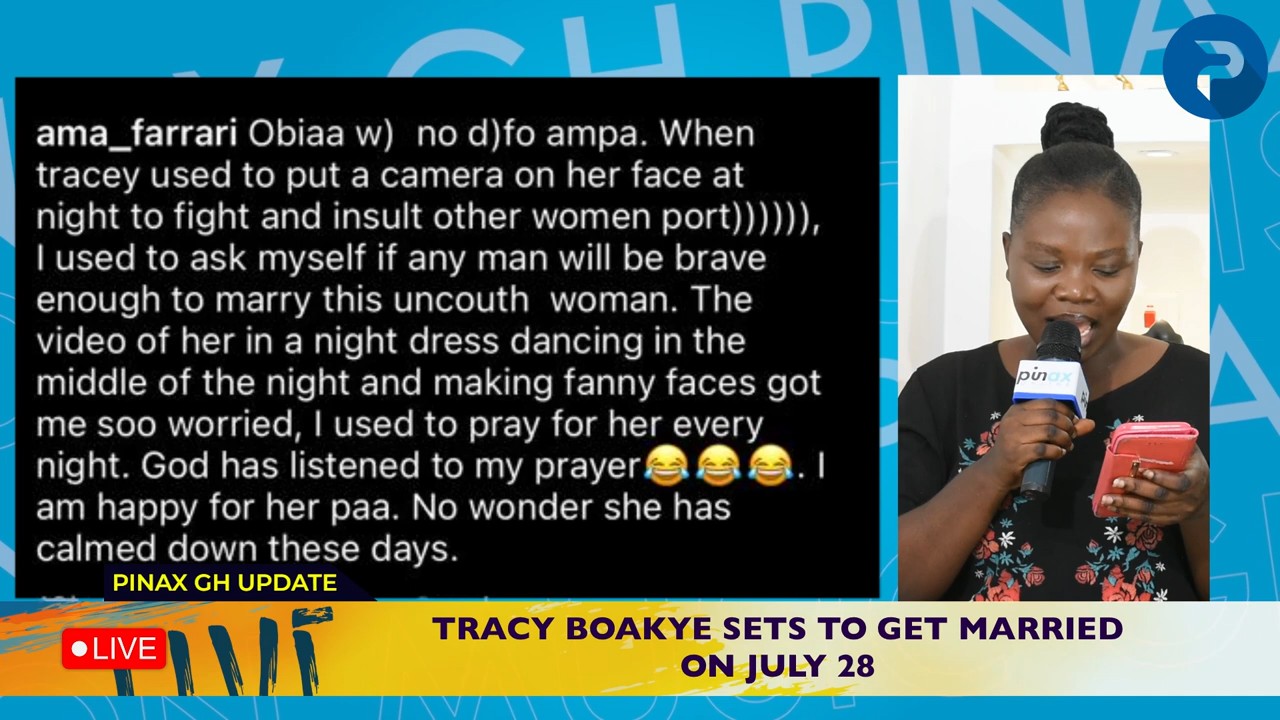 ama_farrari Obiaa w)  no d)fo ampa. When
tracey used to put a camera on her face at
night to fight and insult other women port)))))),
I used to ask myself if any man will be brave
enough to marry this uncouth  woman. The
video of her in a night dress dancing in the
middle of the night and making fanny faces got
me soo worried, I used to pray for her every
night. God has listened to my prayer😂😂😂. I
am happy for her paa. No wonder she has
calmed down these days.
pinax
PINAX GH UPDATE
LIVE
TRACY BOAKYE SETS TO GET MARRIED
ON JULY 28